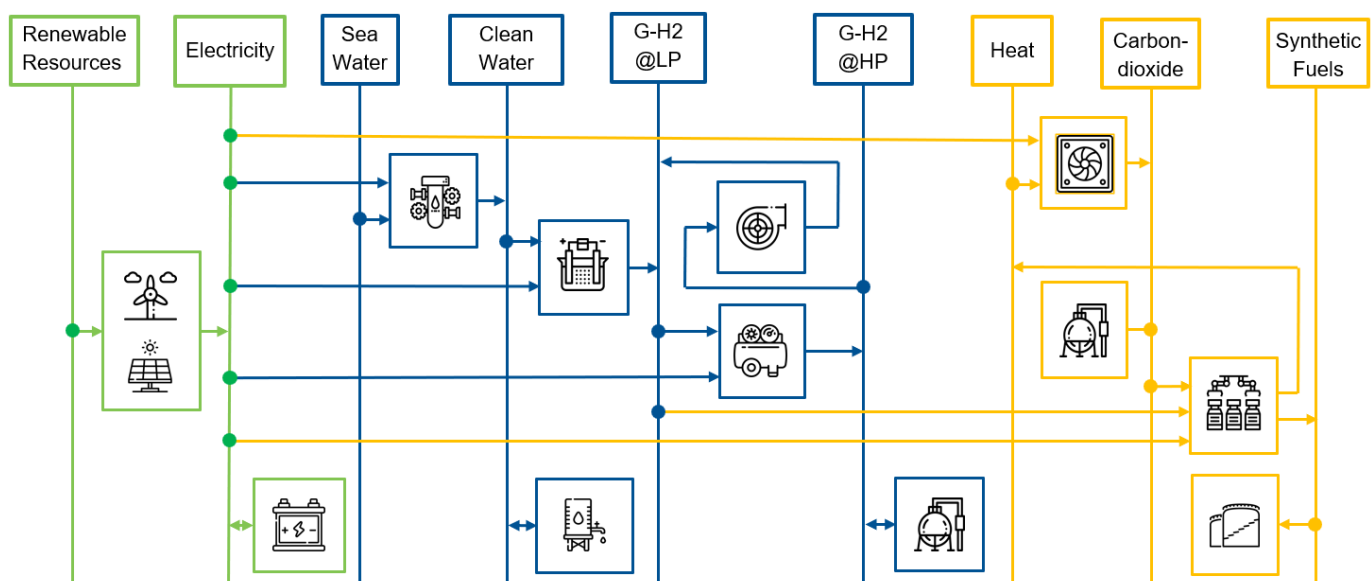 Renewable
Resources
Electricity
Sea
Water
Clean
Water
G-H2
@LP
G-H2
@HP
Heat
Carbon-
dioxide
Synthetic
Fuels